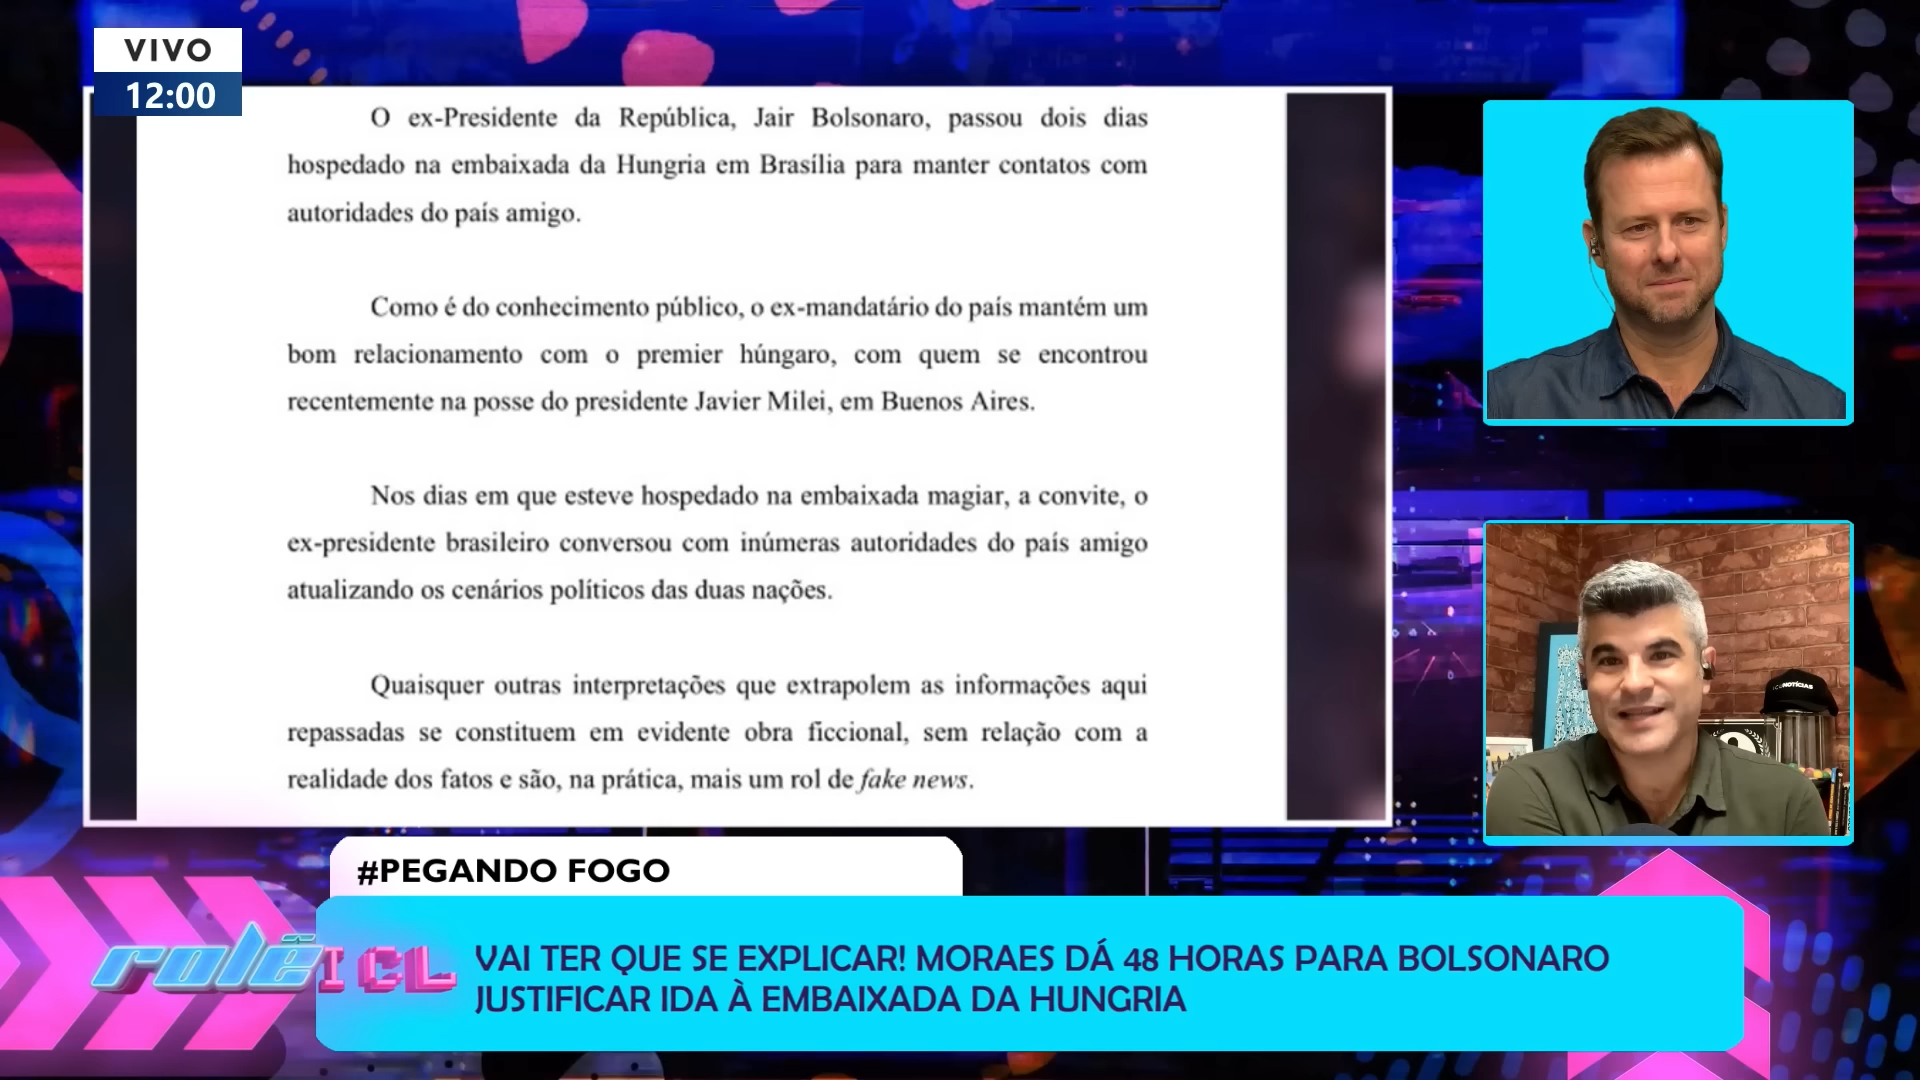 VIVO
12:00
O ex-Presidente da República, Jair Bolsonaro, passou dois dias
hospedado na embaixada da Hungria em Brasília para manter contatos com
autoridades do país amigo.
Como é do conhecimento público, o ex-mandatário do país mantém um
bom relacionamento com o premier húngaro, com quem se encontrou
recentemente na posse do presidente Javier Milei, em Buenos Aires.
Nos dias em que esteve hospedado na embaixada magiar, a convite, o
ex-presidente brasileiro conversou com inúmeras autoridades do país amigo
atualizando os cenários políticos das duas nações.
Quaisquer outras interpretações que extrapolem as informações aqui
repassadas se constituem em evidente obra ficcional, sem relação com a
realidade dos fatos e são, na prática, mais um rol de fake news.
NOTÍCIAS
#PEGANDO FOGO
rolê ICL
VAI TER QUE SE EXPLICAR! MORAES DÁ 48 HORAS PARA BOLSONARO
JUSTIFICAR IDA À EMBAIXADA DA HUNGRIA